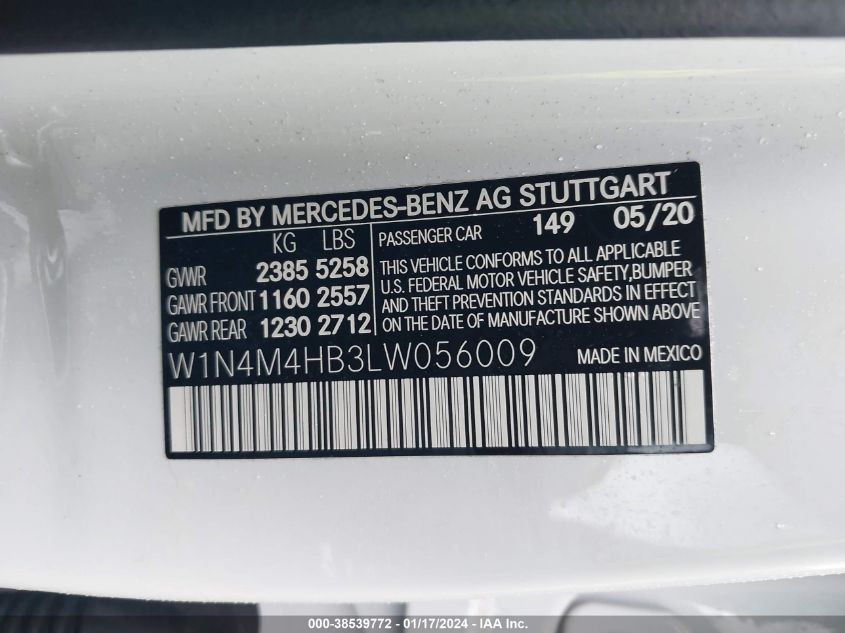 MFD BY MERCEDES-BENZ AG STUTTGART
KG LBS
GVWR 2385 5258
GAWR FRONT 1160 2557
GAWR REAR 1230 2712
PASSENGER CAR 149 05/20
THIS VEHICLE CONFORMS TO ALL APPLICABLE
U.S. FEDERAL MOTOR VEHICLE SAFETY,BUMPER
AND THEFT PREVENTION STANDARDS IN EFFECT
ON THE DATE OF MANUFACTURE SHOWN ABOVE
W1N4M4HB3LW056009 MADE IN MEXICO
000-38539772 - 01/17/2024 - IAA Inc.